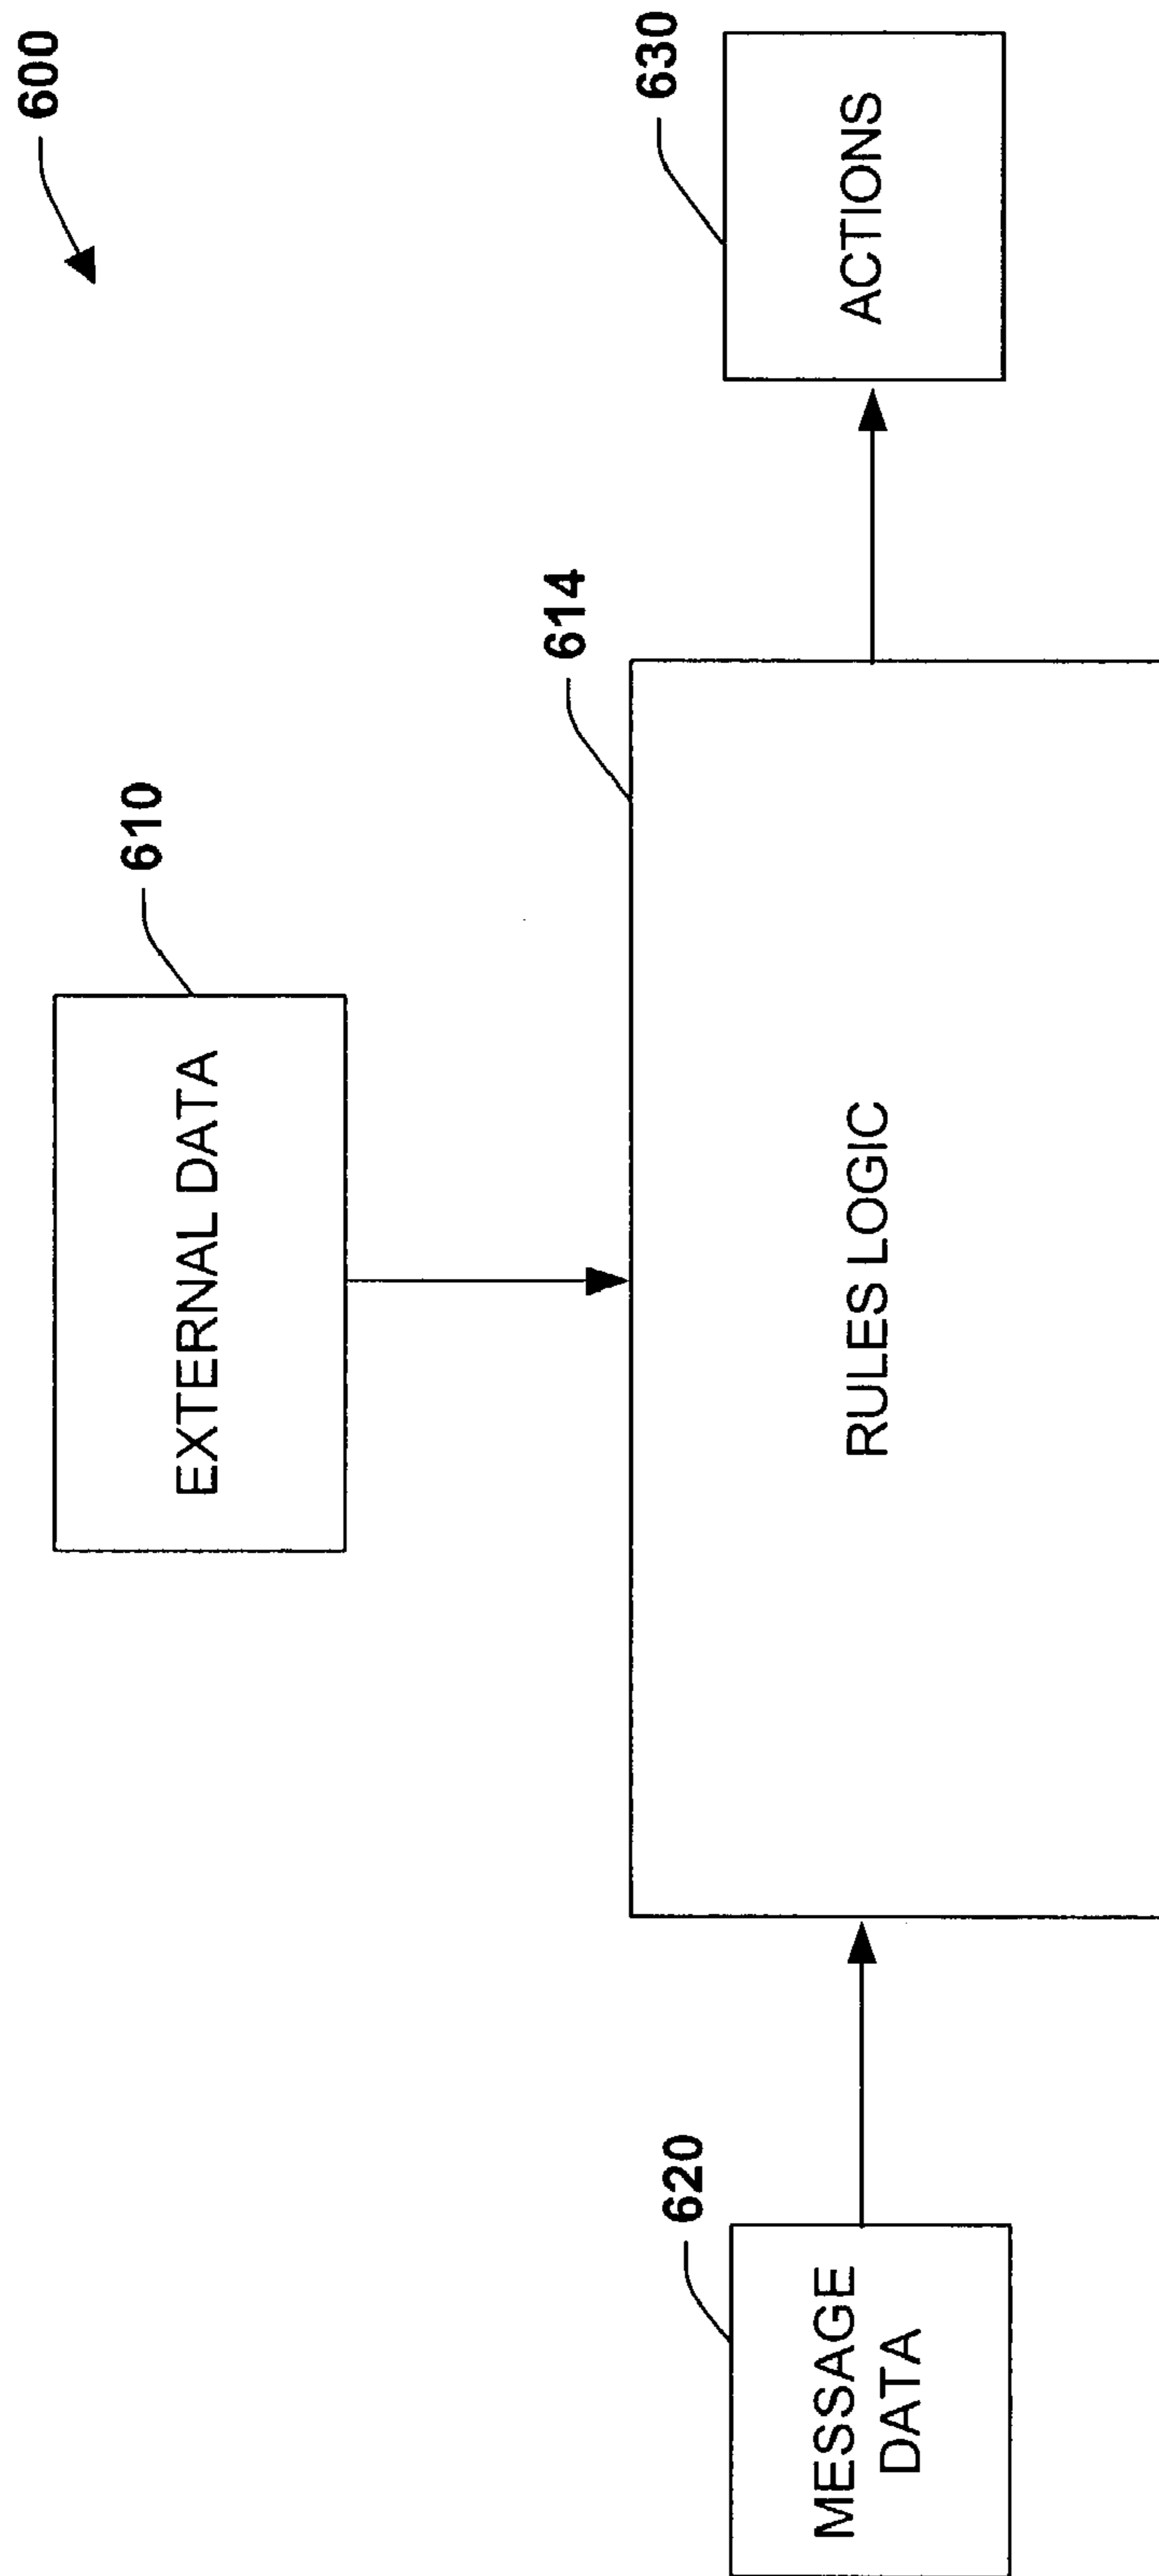 600
610
EXTERNAL DATA
614
RULES LOGIC
620
MESSAGE
DATA
630
ACTIONS